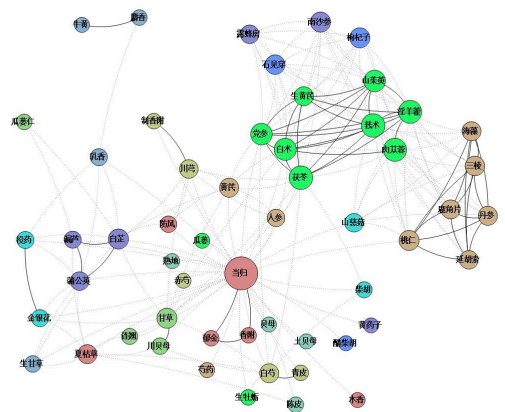 麝香
牛黄
南沙参
露蜂房
枸杞子
石见穿
山茱萸
生黄芪
淫羊藿
瓜蒌仁
制香附
党参
莪术
海藻
白术
肉苁蓉
乳香
三棱
川芎
茯苓
黄芪
鹿角片
丹参
人参
山慈菇
防风
桃仁
瓜蒌
白芷
延胡索
熟地
当归
赤芍
蒲公英
柴胡
金银花
甘草
黄药子
贝母
郁金
香附
土贝母
醋柴胡
川贝母
夏枯草
生甘草
芍药
白芍
青皮
生牡蛎
陈皮
木香